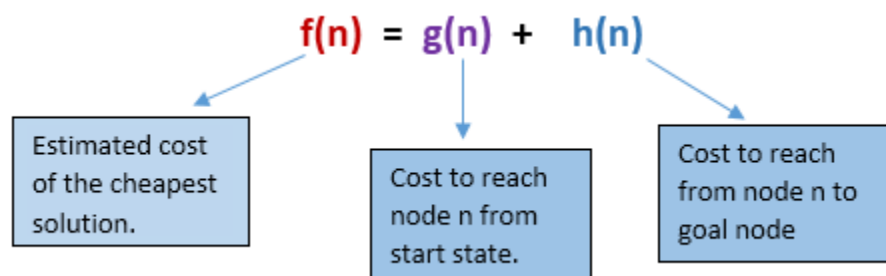 f(n) = g(n) + h(n)
Estimated cost
of the cheapest
solution.
Cost to reach
node n from
start state.
Cost to reach
from node n to
goal node